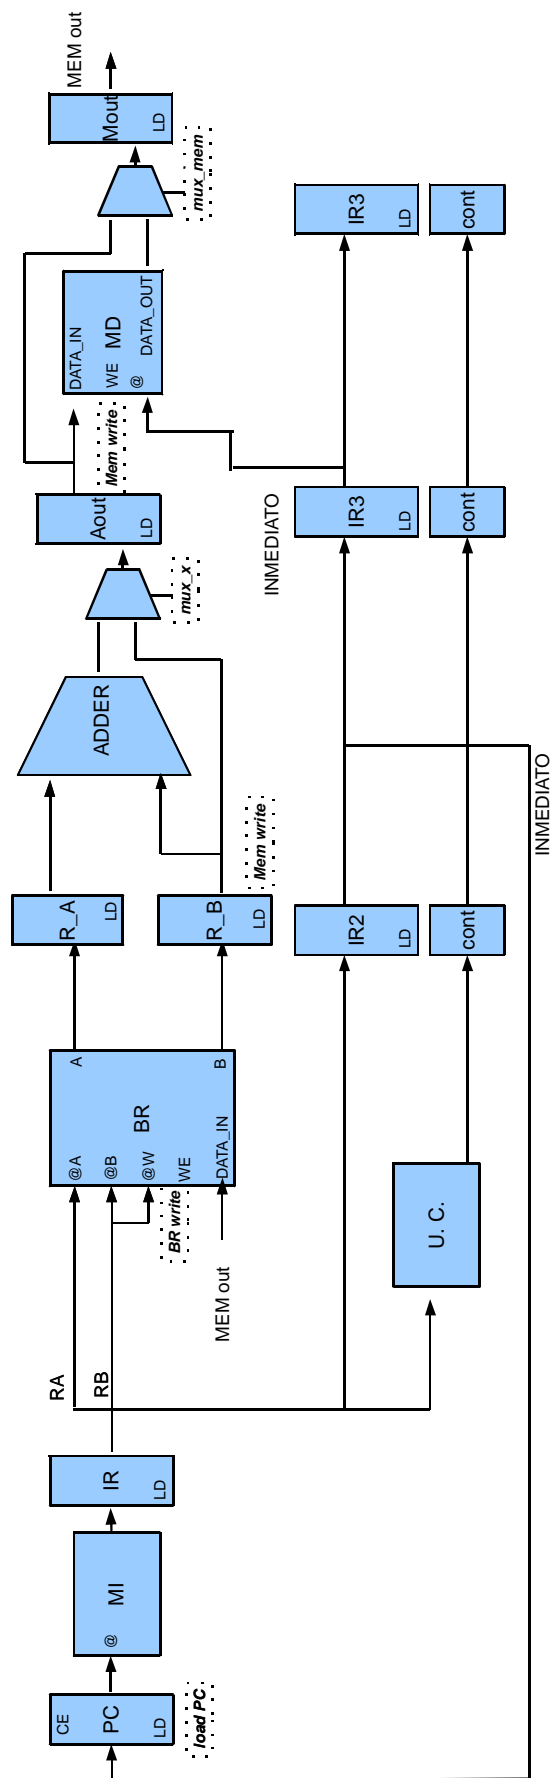 CE
PC
LD
load PC
@
MI
IR
LD
RA
RB
@A
@B
@W
WE
DATA_IN
BR
A
B
BR write
MEM out
U. C.
R_A
LD
R_B
LD
Mem write
IR2
LD
cont
ADDER
INMEDIATO
mux_x
Aout
LD
Mem write
INMEDIATO
IR3
LD
cont
DATA_IN
WE
@
MD
DATA_OUT
mux_mem
Mout
LD
MEM out
IR3
LD
cont